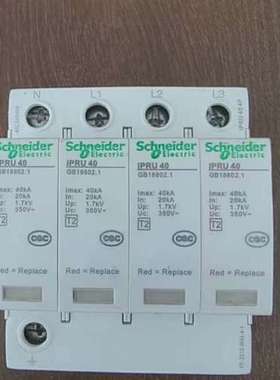 N L1 L2 L3
Schneider Electric
IPRU 40
GB18802.1
Imax: 40kA
In: 20kA
Up: 1.7kV
Uc: 350V~
T2
CQC
Red = Replace
Schneider Electric
IPRU 40
GB18802.1
Imax: 40kA
In: 20kA
Up: 1.7kV
Uc: 350V~
T2
CQC
Red = Replace
Schneider Electric
IPRU 40
GB18802.1
Imax: 40kA
In: 20kA
Up: 1.7kV
Uc: 350V~
T2
CQC
Red = Replace
Schneider Electric
IPRU 40
GB18802.1
Imax: 40kA
In: 20kA
Up: 1.7kV
Uc: 350V~
T2
CQC
Red = Replace